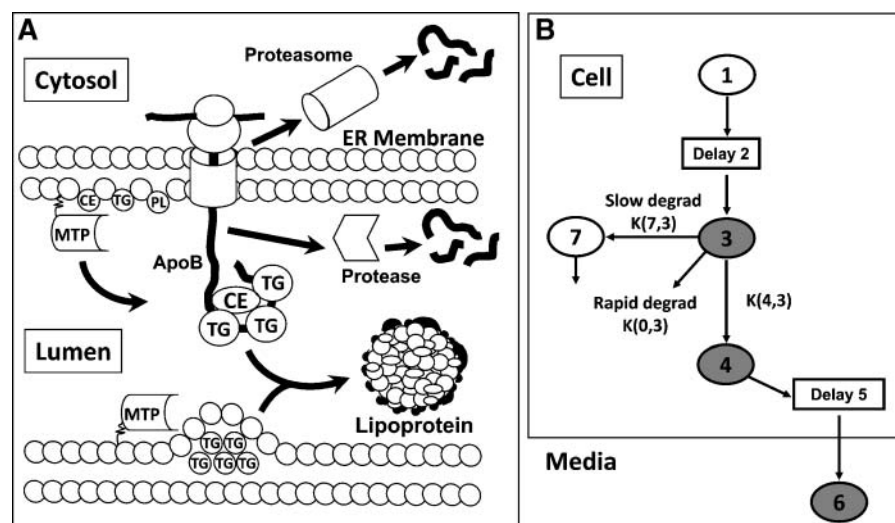 A
Cytosol
Proteasome
ER Membrane
CE
TG
PL
MTP
ApoB
Protease
TG
CE
TG
TG
Lumen
MTP
Lipoprotein
TG TG
TG TG TG
B
Cell
1
Delay 2
Slow degrad
K(7,3)
7
3
Rapid degrad
K(0,3)
K(4,3)
4
Delay 5
Media
6